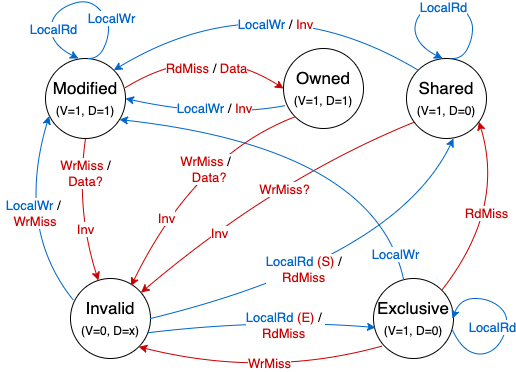 LocalRd
LocalWr
LocalWr / Inv
LocalRd
Modified
(V=1, D=1)
RdMiss / Data
Owned
(V=1, D=1)
Shared
(V=1, D=0)
LocalWr / Inv
WrMiss /
Data?
Inv
WrMiss /
Data?
Inv
WrMiss?
Inv
LocalWr /
WrMiss
RdMiss
LocalWr
LocalRd (S) /
RdMiss
Invalid
(V=0, D=x)
LocalRd (E) /
RdMiss
Exclusive
(V=1, D=0)
LocalRd
WrMiss